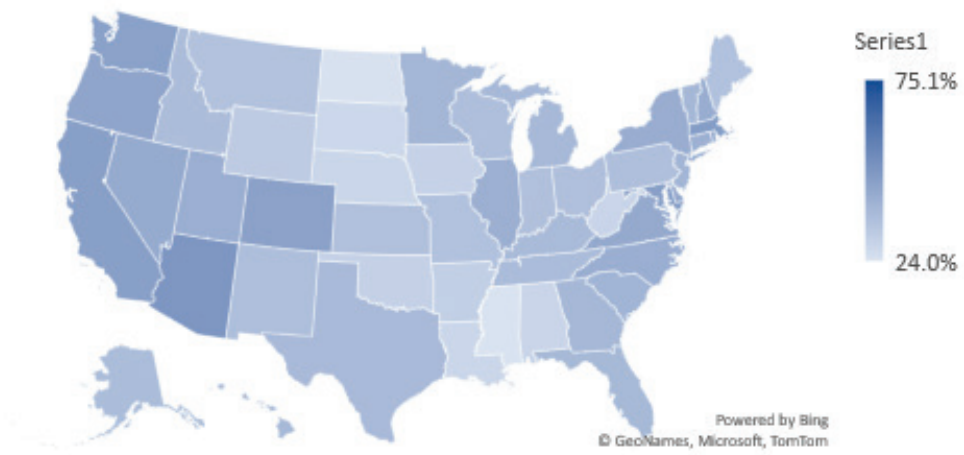 Series1
75.1%
24.0%
Powered by Bing
© GeoNames, Microsoft, TomTom